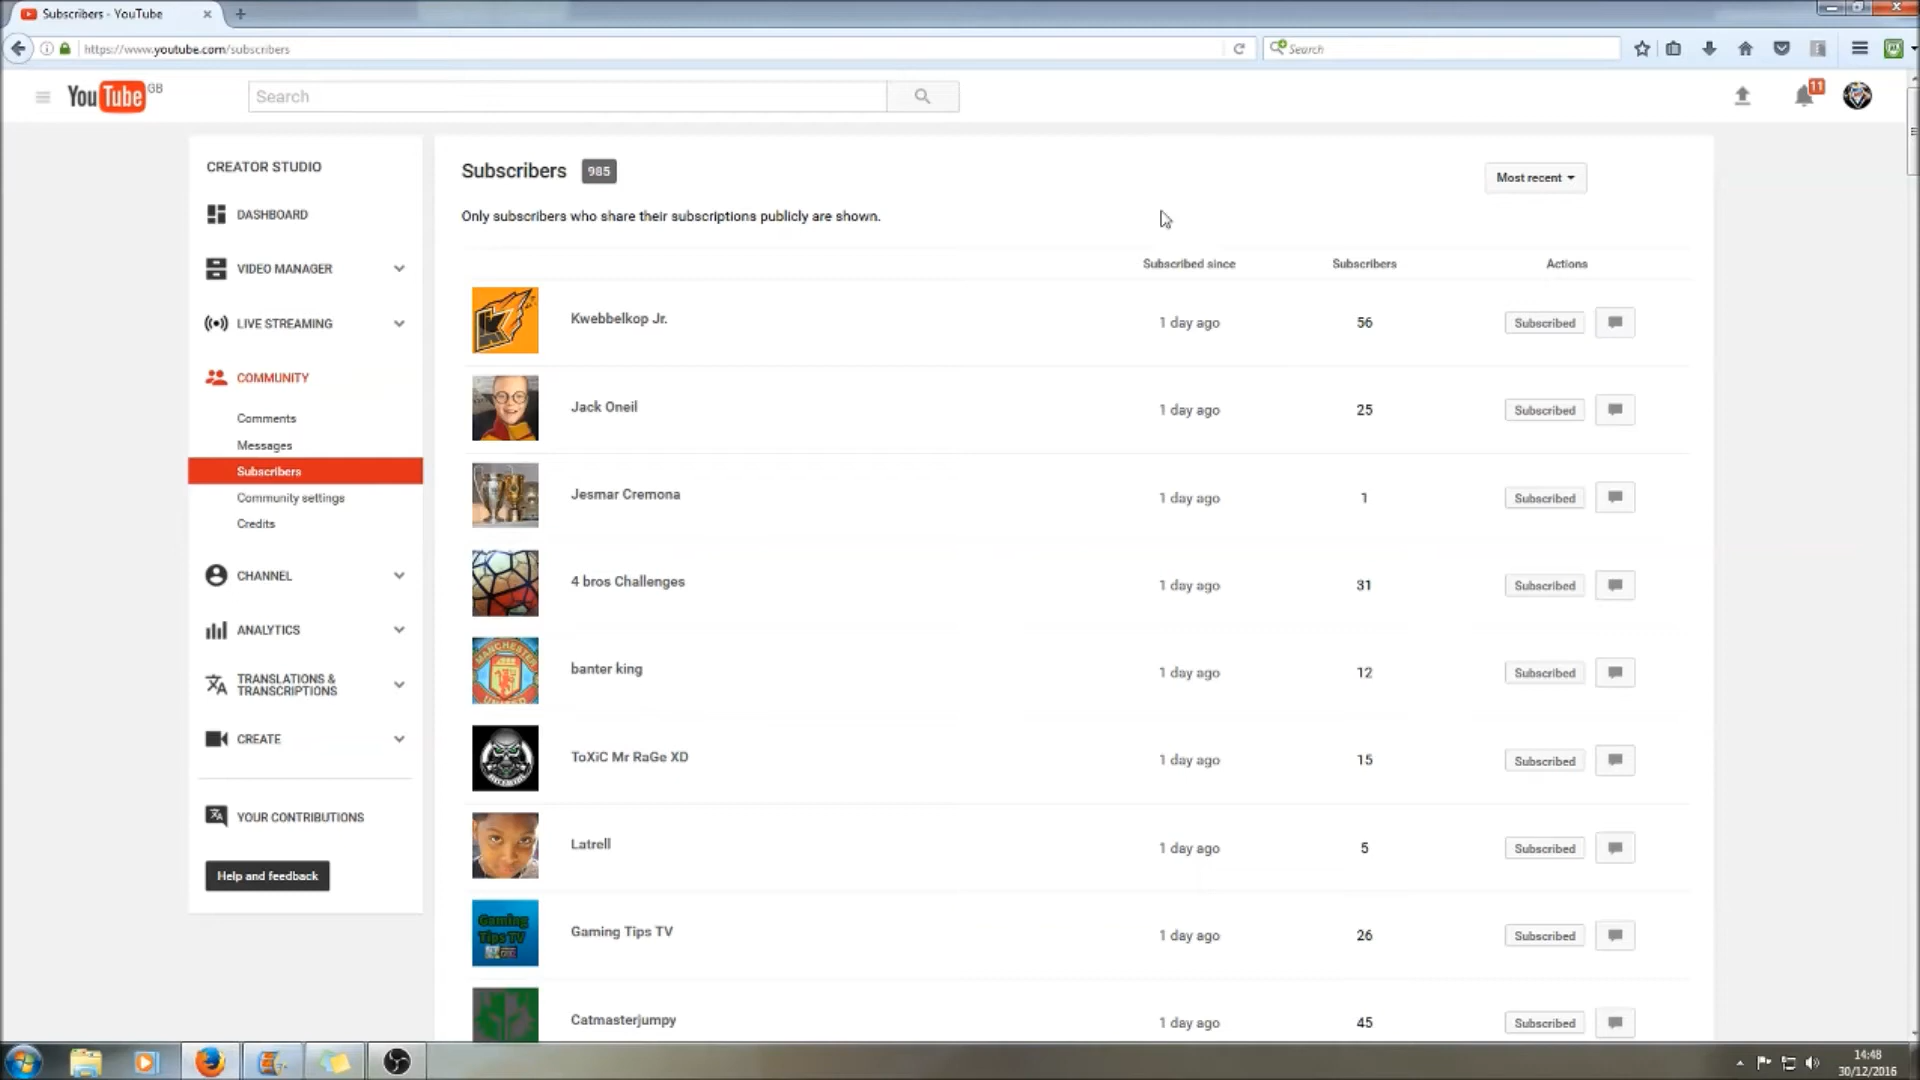 Subscribers - YouTube
https://www.youtube.com/subscribers
Search
YouTube GB
Search
11
CREATOR STUDIO
DASHBOARD
VIDEO MANAGER
LIVE STREAMING
COMMUNITY
Comments
Messages
Subscribers
Community settings
Credits
CHANNEL
ANALYTICS
TRANSLATIONS &
TRANSCRIPTIONS
CREATE
YOUR CONTRIBUTIONS
Help and feedback
Subscribers 985
Most recent
Only subscribers who share their subscriptions publicly are shown.
Subscribed since Subscribers Actions
Kwebbelkop Jr. 1 day ago 56 Subscribed
Jack Oneil 1 day ago 25 Subscribed
Jesmar Cremona 1 day ago 1 Subscribed
4 bros Challenges 1 day ago 31 Subscribed
MANCHESTER
UNITED
banter king 1 day ago 12 Subscribed
ToXiC Mr RaGe XD 1 day ago 15 Subscribed
Latrell 1 day ago 5 Subscribed
Gaming
Tips TV
Gaming Tips TV 1 day ago 26 Subscribed
Catmasterjumpy 1 day ago 45 Subscribed
14:48
30/12/2016